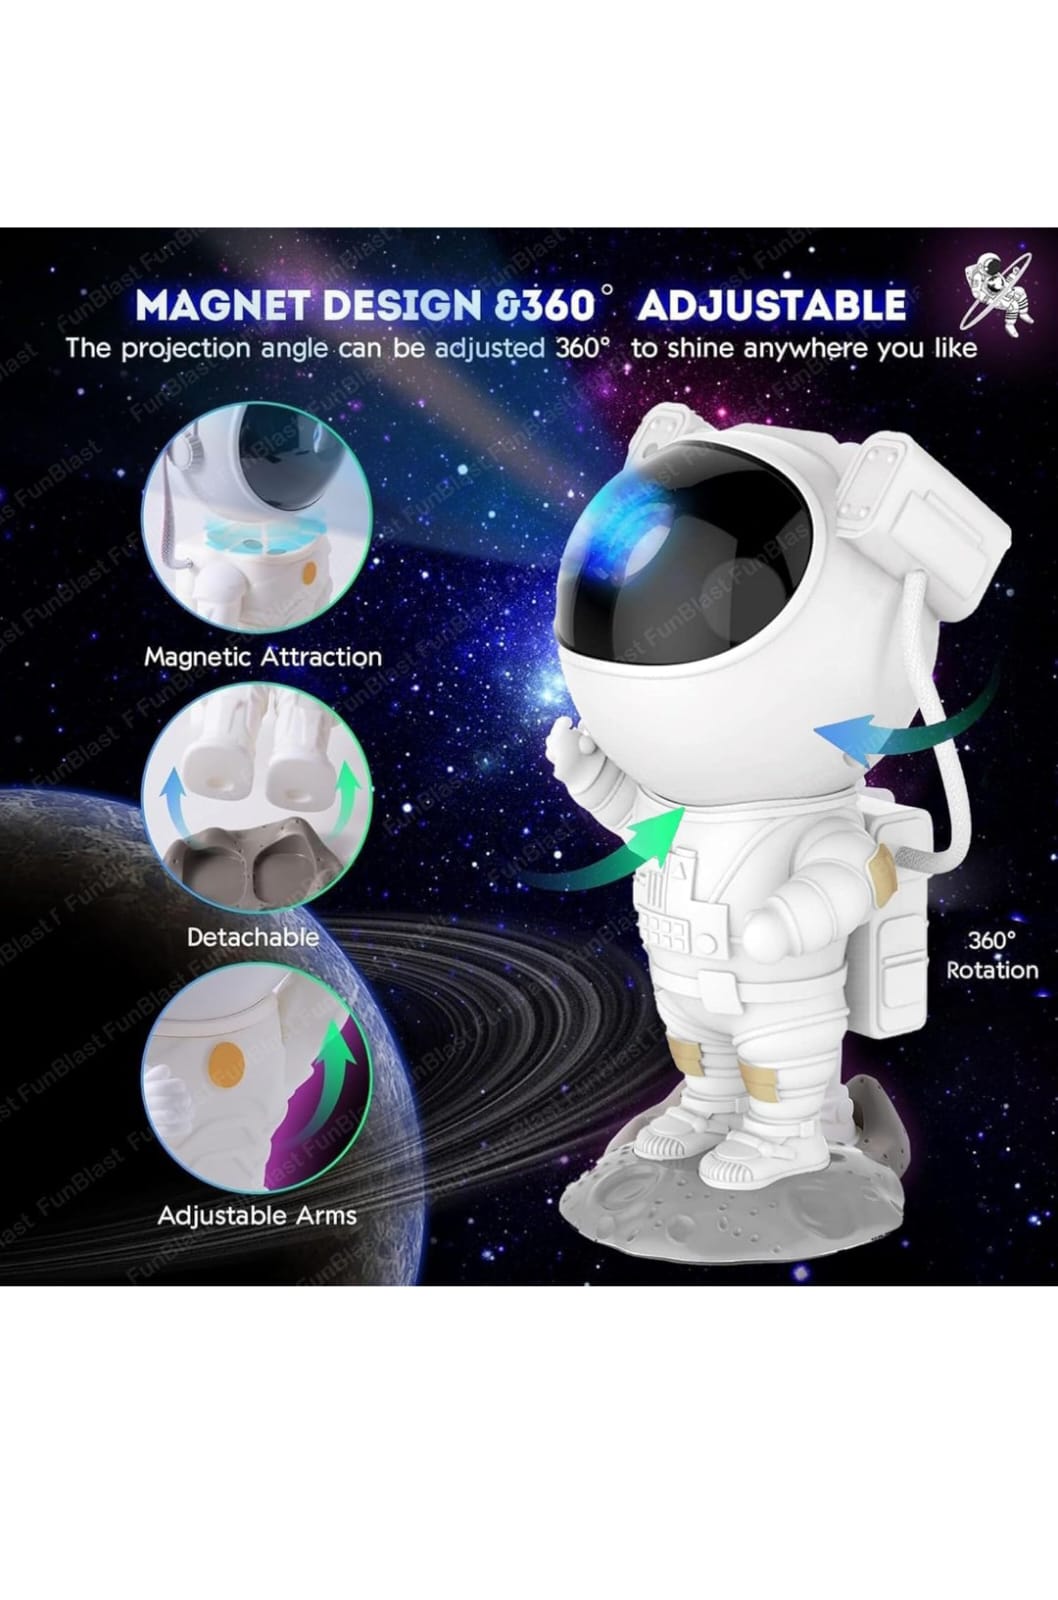 MAGNET DESIGN &360° ADJUSTABLE
The projection angle can be adjusted 360° to shine anywhere you like
Magnetic Attraction
Detachable
Adjustable Arms
360°
Rotation
FunBlast